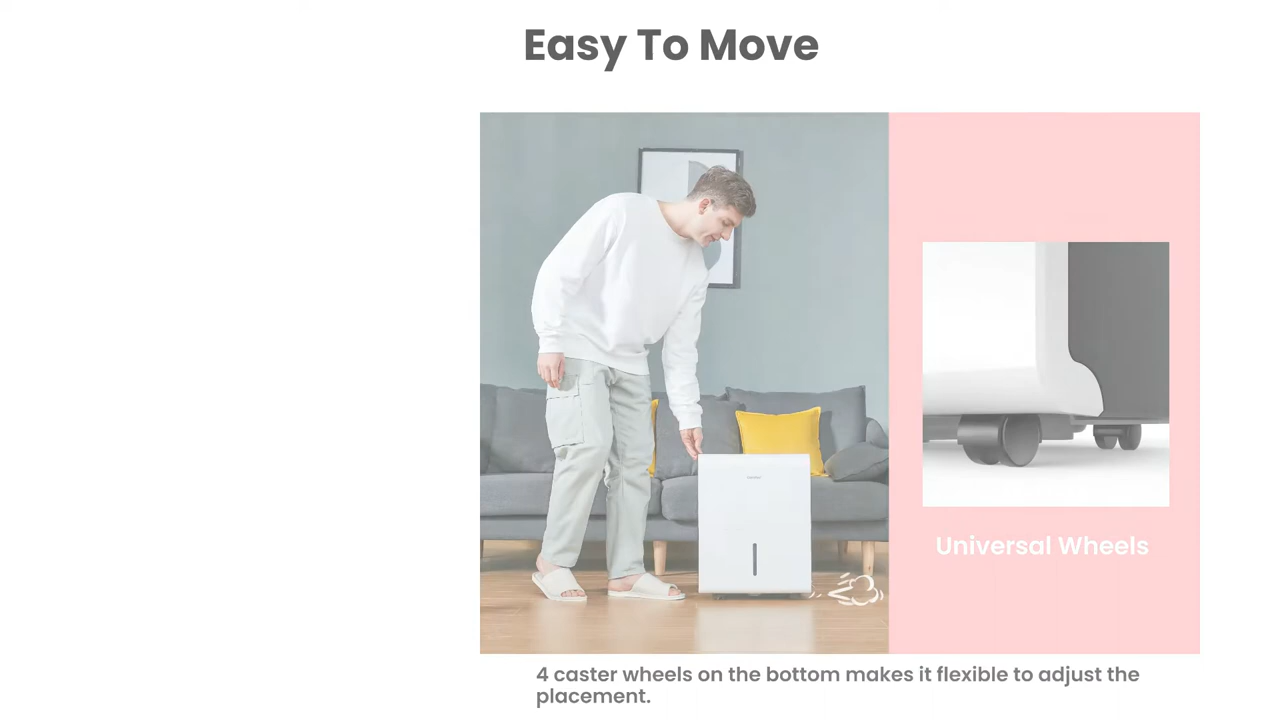 Easy To Move
Universal Wheels
4 caster wheels on the bottom makes it flexible to adjust the
placement.